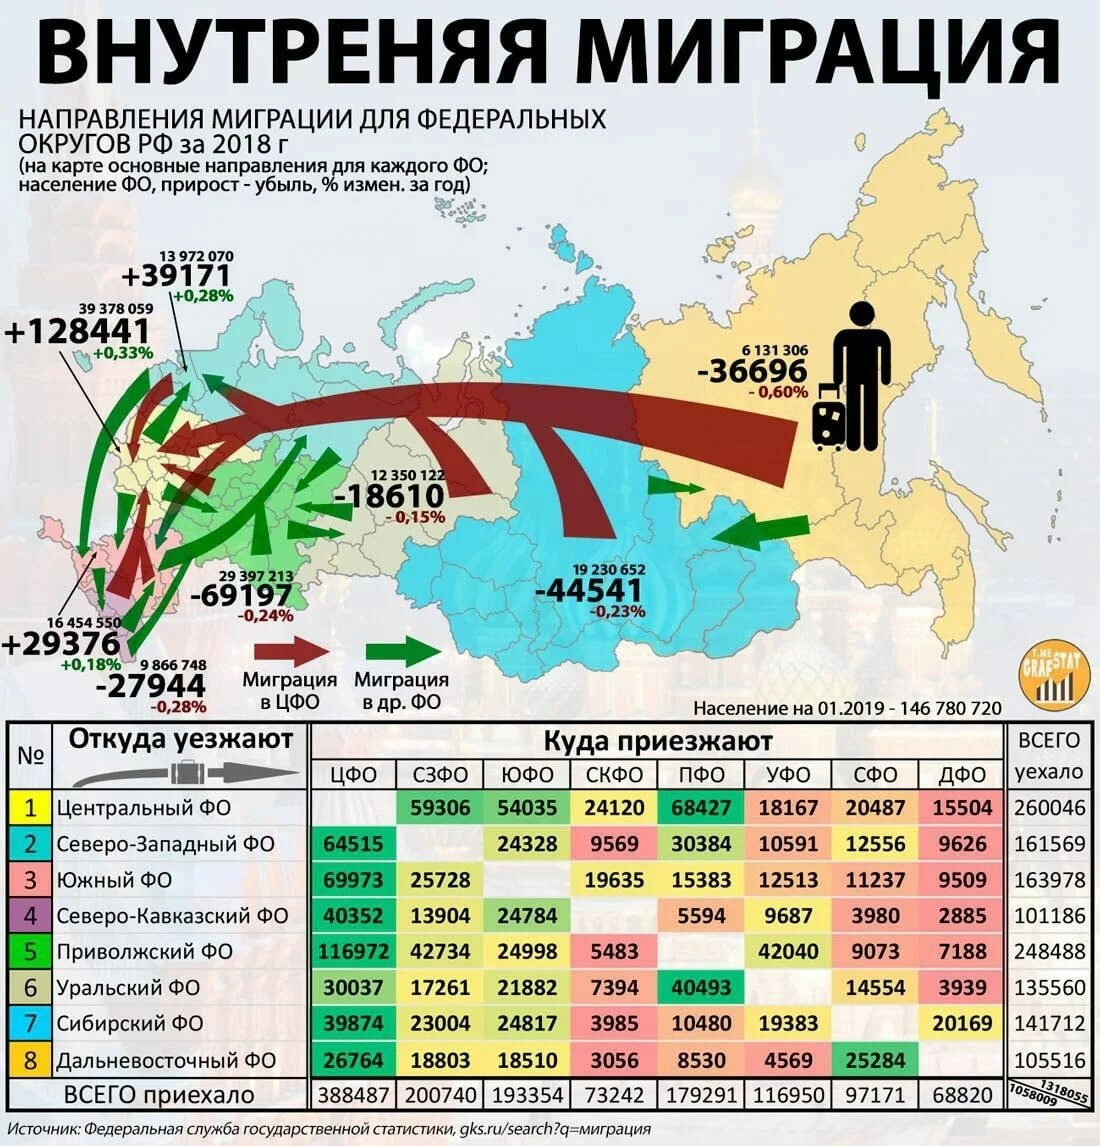 ВНУТРЕНЯЯ МИГРАЦИЯ
НАПРАВЛЕНИЯ МИГРАЦИИ ДЛЯ ФЕДЕРАЛЬНЫХ
ОКРУГОВ РФ за 2018 г
(на карте основные направления для каждого ФО;
население ФО, прирост - убыль, % измен. за год)
13 972 070
+39171
+0,28%
39 378 059
+128441
+0,33%
6 131 306
-36696
- 0,60%
12 350 122
-18610
- 0,15%
19 230 652
-44541
-0,23%
29 397 213
-69197
-0,24%
16 454 550
+29376
+0,18%
9 866 748
-27944
-0,28%
Миграция
в ЦФО
Миграция
в др. ФО
T.ME
GRAFSTAT
Население на 01.2019 - 146 780 720
№ Откуда уезжают Куда приезжают ВСЕГО
уехало
ЦФО СЗФО ЮФО СКФО ПФО УФО СФО ДФО
1 Центральный ФО 59306 54035 24120 68427 18167 20487 15504 260046
2 Северо-Западный ФО 64515 24328 9569 30384 10591 12556 9626 161569
3 Южный ФО 69973 25728 19635 15383 12513 11237 9509 163978
4 Северо-Кавказский ФО 40352 13904 24784 5594 9687 3980 2885 101186
5 Приволжский ФО 116972 42734 24998 5483 42040 9073 7188 248488
6 Уральский ФО 30037 17261 21882 7394 40493 14554 3939 135560
7 Сибирский ФО 39874 23004 24817 3985 10480 19383 20169 141712
8 Дальневосточный ФО 26764 18803 18510 3056 8530 4569 25284 105516
ВСЕГО приехало 388487 200740 193354 73242 179291 116950 97171 68820 1318055
1058009
Источник: Федеральная служба государственной статистики, gks.ru/search?q=миграция